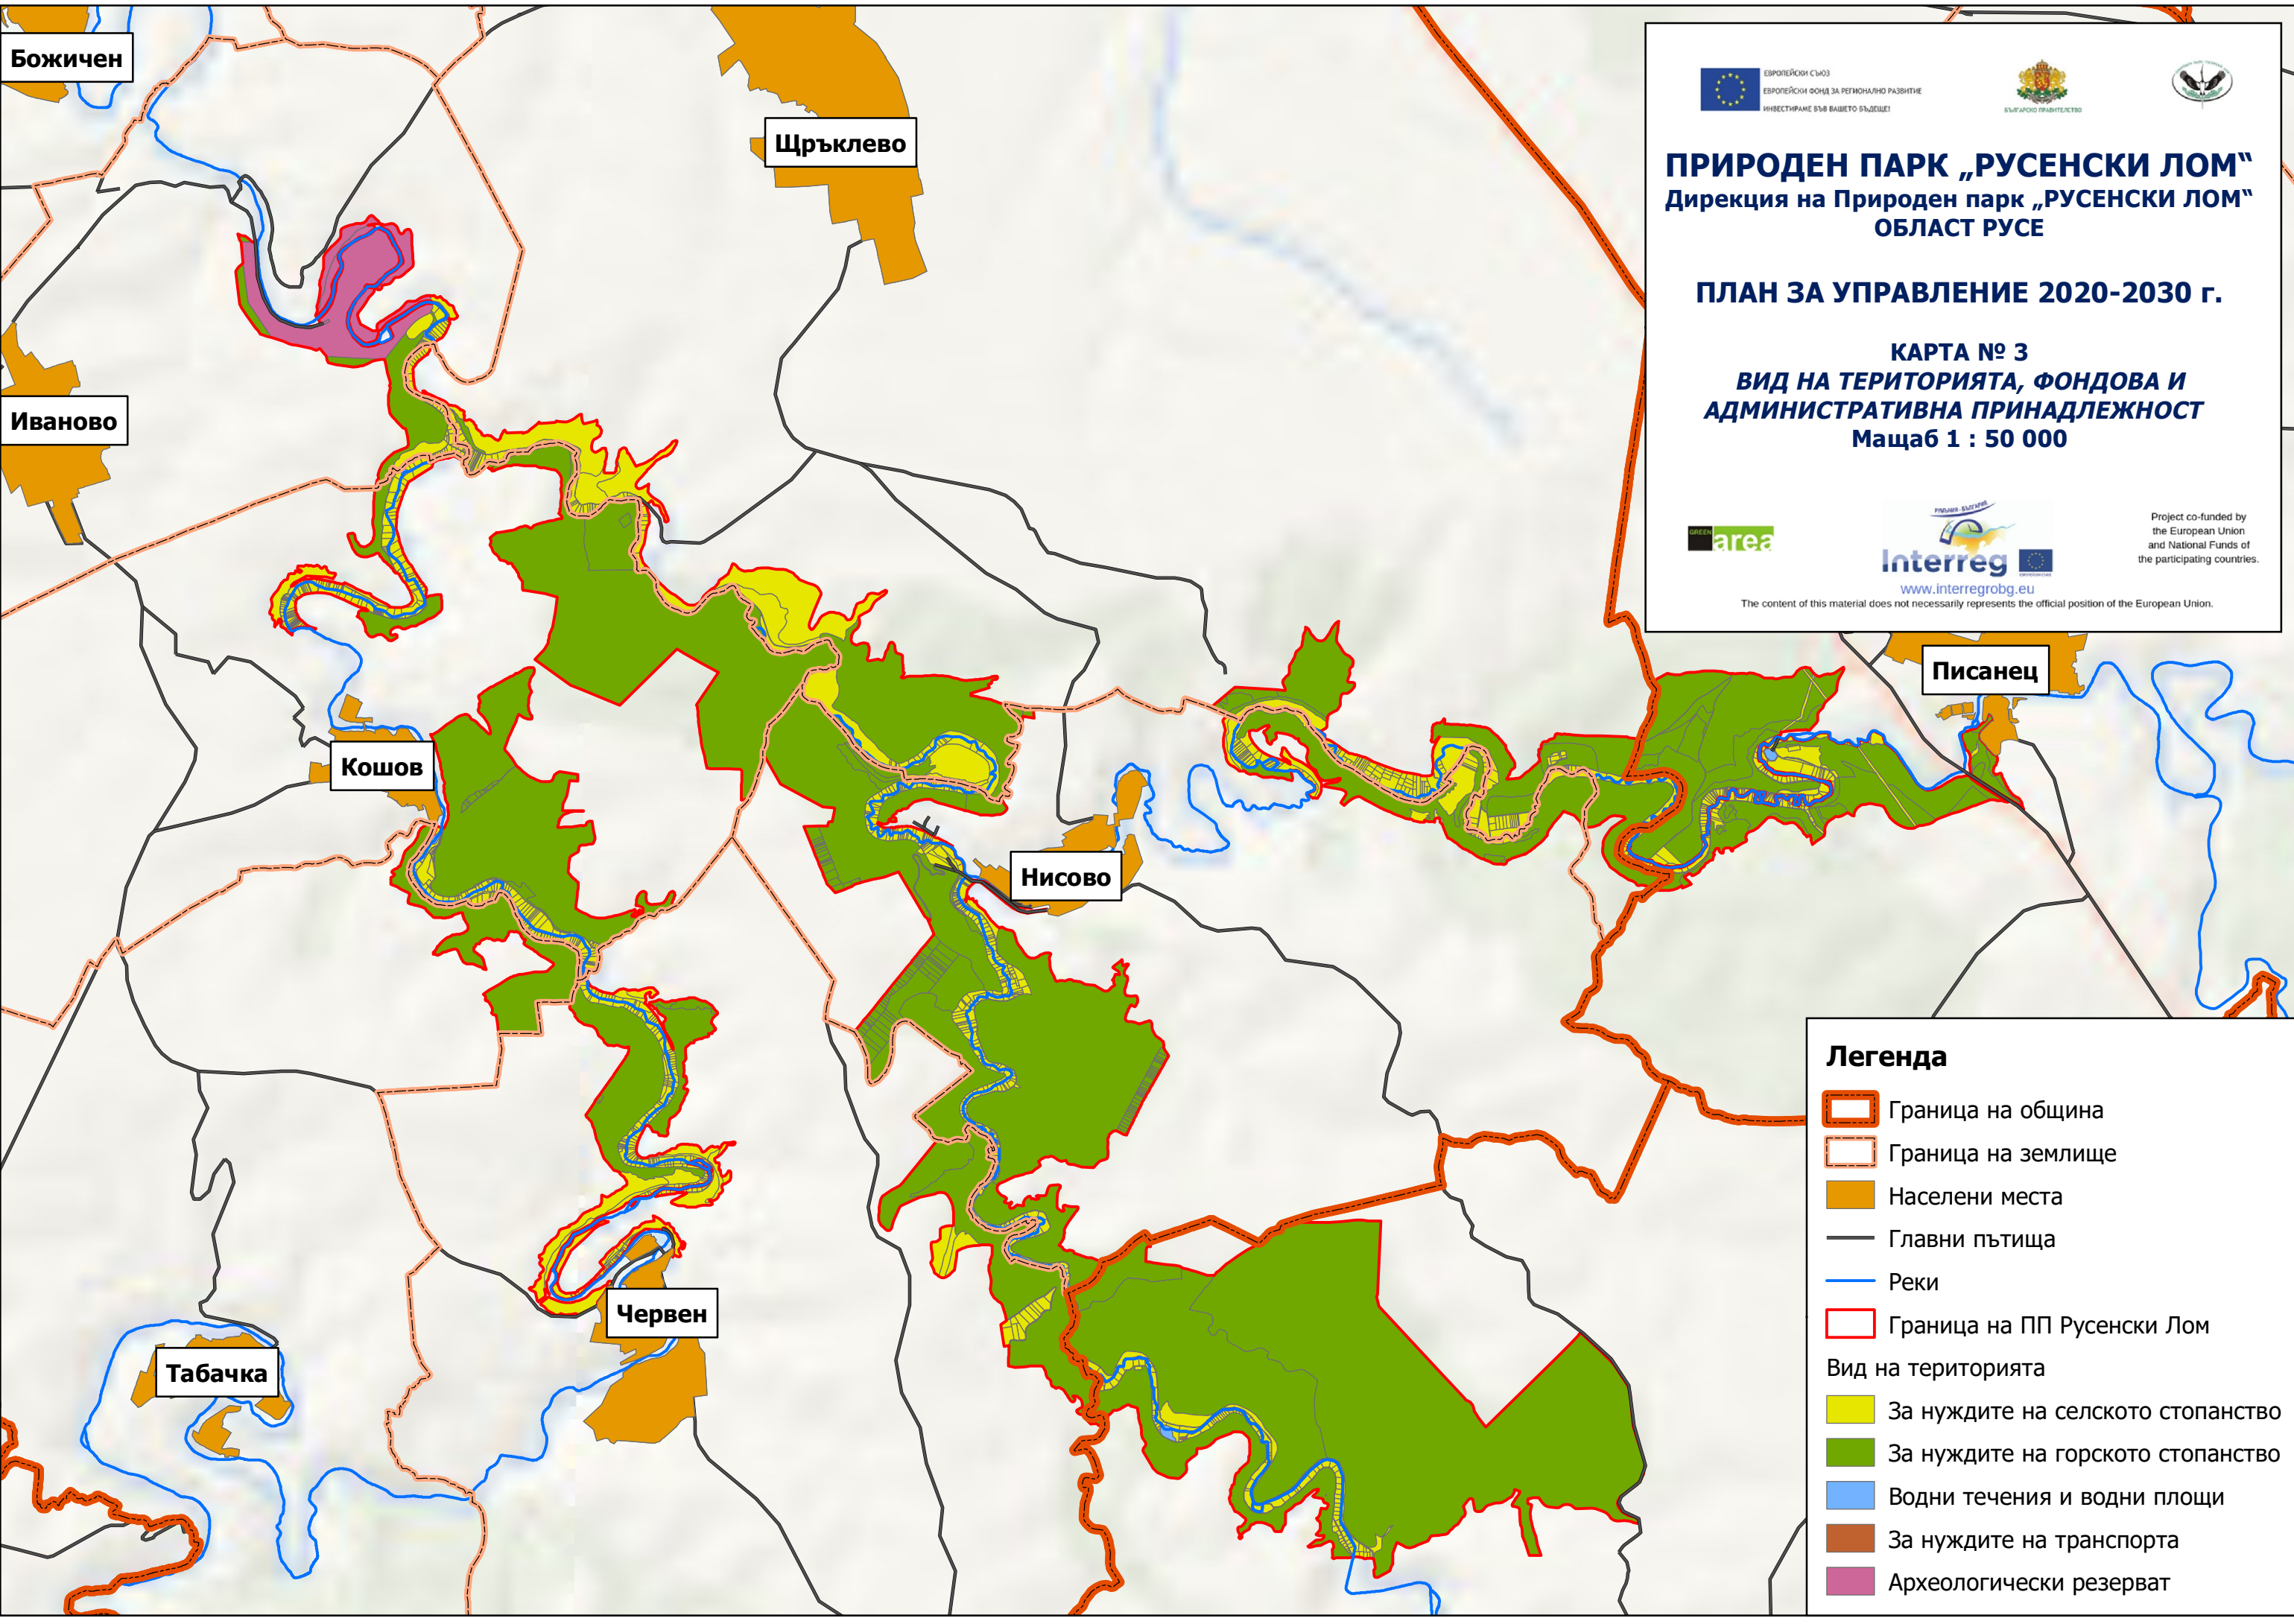 Божичен
Щръклево
Иваново
Кошов
Нисово
Писанец
Червен
Табачка
ЕВРОПЕЙСКИ СЪЮЗ
ЕВРОПЕЙСКИ ФОНД ЗА РЕГИОНАЛНО РАЗВИТИЕ
ИНВЕСТИРАМЕ ВЪВ ВАШЕТО БЪДЕЩЕ!
БЪЛГАРСКО ПРАВИТЕЛСТВО
ПРИРОДЕН ПАРК „РУСЕНСКИ ЛОМ“
Дирекция на Природен парк „РУСЕНСКИ ЛОМ“
ОБЛАСТ РУСЕ
ПЛАН ЗА УПРАВЛЕНИЕ 2020-2030 г.
КАРТА № 3
ВИД НА ТЕРИТОРИЯТА, ФОНДОВА И
АДМИНИСТРАТИВНА ПРИНАДЛЕЖНОСТ
Мащаб 1 : 50 000
GREEN area
РУМЪНИЯ-БЪЛГАРИЯ
Interreg
www.interregrobg.eu
Project co-funded by
the European Union
and National Funds of
the participating countries.
The content of this material does not necessarily represents the official position of the European Union.
Легенда
Граница на община
Граница на землище
Населени места
Главни пътища
Реки
Граница на ПП Русенски Лом
Вид на територията
За нуждите на селското стопанство
За нуждите на горското стопанство
Водни течения и водни площи
За нуждите на транспорта
Археологически резерват